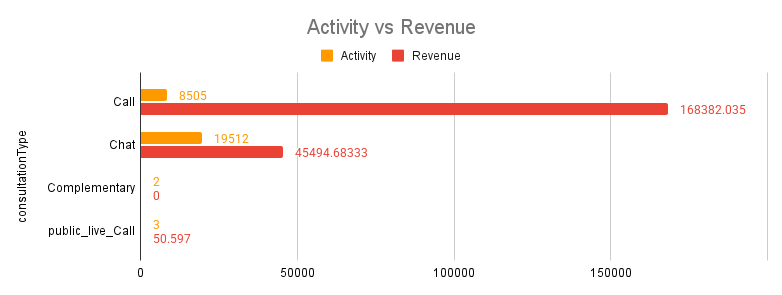 Activity vs Revenue
Activity Revenue
consultationType
Call
8505
168382.035
Chat
19512
45494.68333
Complementary
2
0
public_live_Call
3
50.597
0 50000 100000 150000